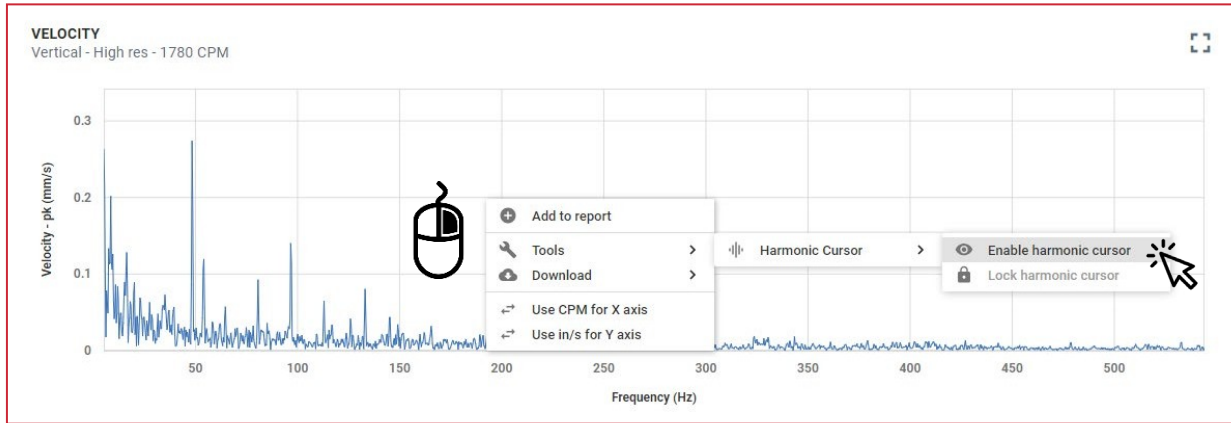 VELOCITY
Vertical - High res - 1780 CPM
Velocity - pk (mm/s)
0.3
0.2
0.1
0
Add to report
Tools
Harmonic Cursor
Enable harmonic cursor
Download
Lock harmonic cursor
Use CPM for X axis
Use in/s for Y axis
50 100 150 200 250 300 350 400 450 500
Frequency (Hz)